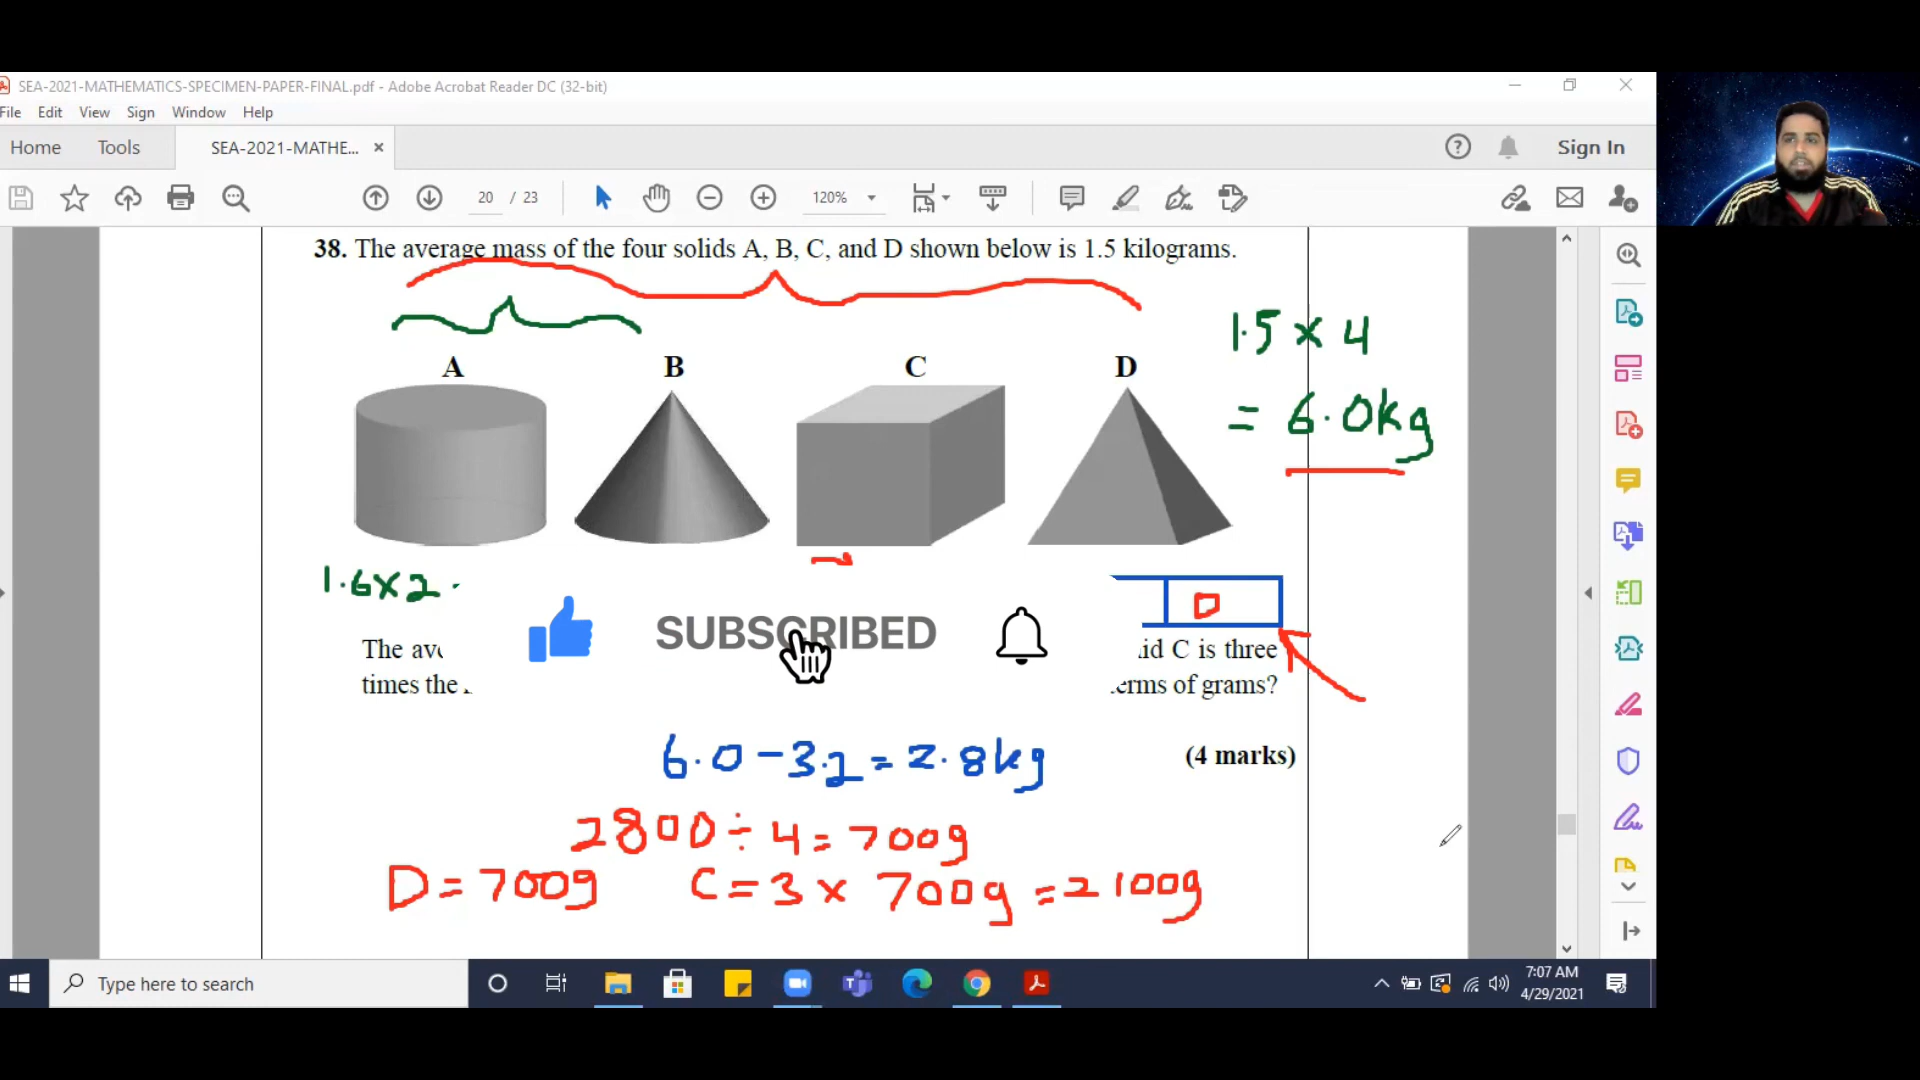 SEA-2021-MATHEMATICS-SPECIMEN-PAPER-FINAL.pdf - Adobe Acrobat Reader DC (32-bit)
File Edit View Sign Window Help
Home Tools SEA-2021-MATHE... × Sign In
20 / 23 120%
38. The average mass of the four solids A, B, C, and D shown below is 1.5 kilograms.
1.5 × 4
= 6.0kg
A B C D
1.6×2
D
SUBSCRIBED
The av id C is three
times the erms of grams?
6.0 - 3.2 = 2.8kg
(4 marks)
2800 ÷ 4 = 700g
D = 700g C = 3 × 700g = 2100g
Type here to search
7:07 AM
4/29/2021